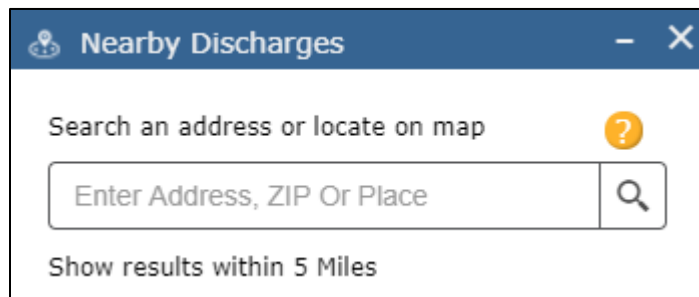 Nearby Discharges
Search an address or locate on map
?
Enter Address, ZIP Or Place
Show results within 5 Miles